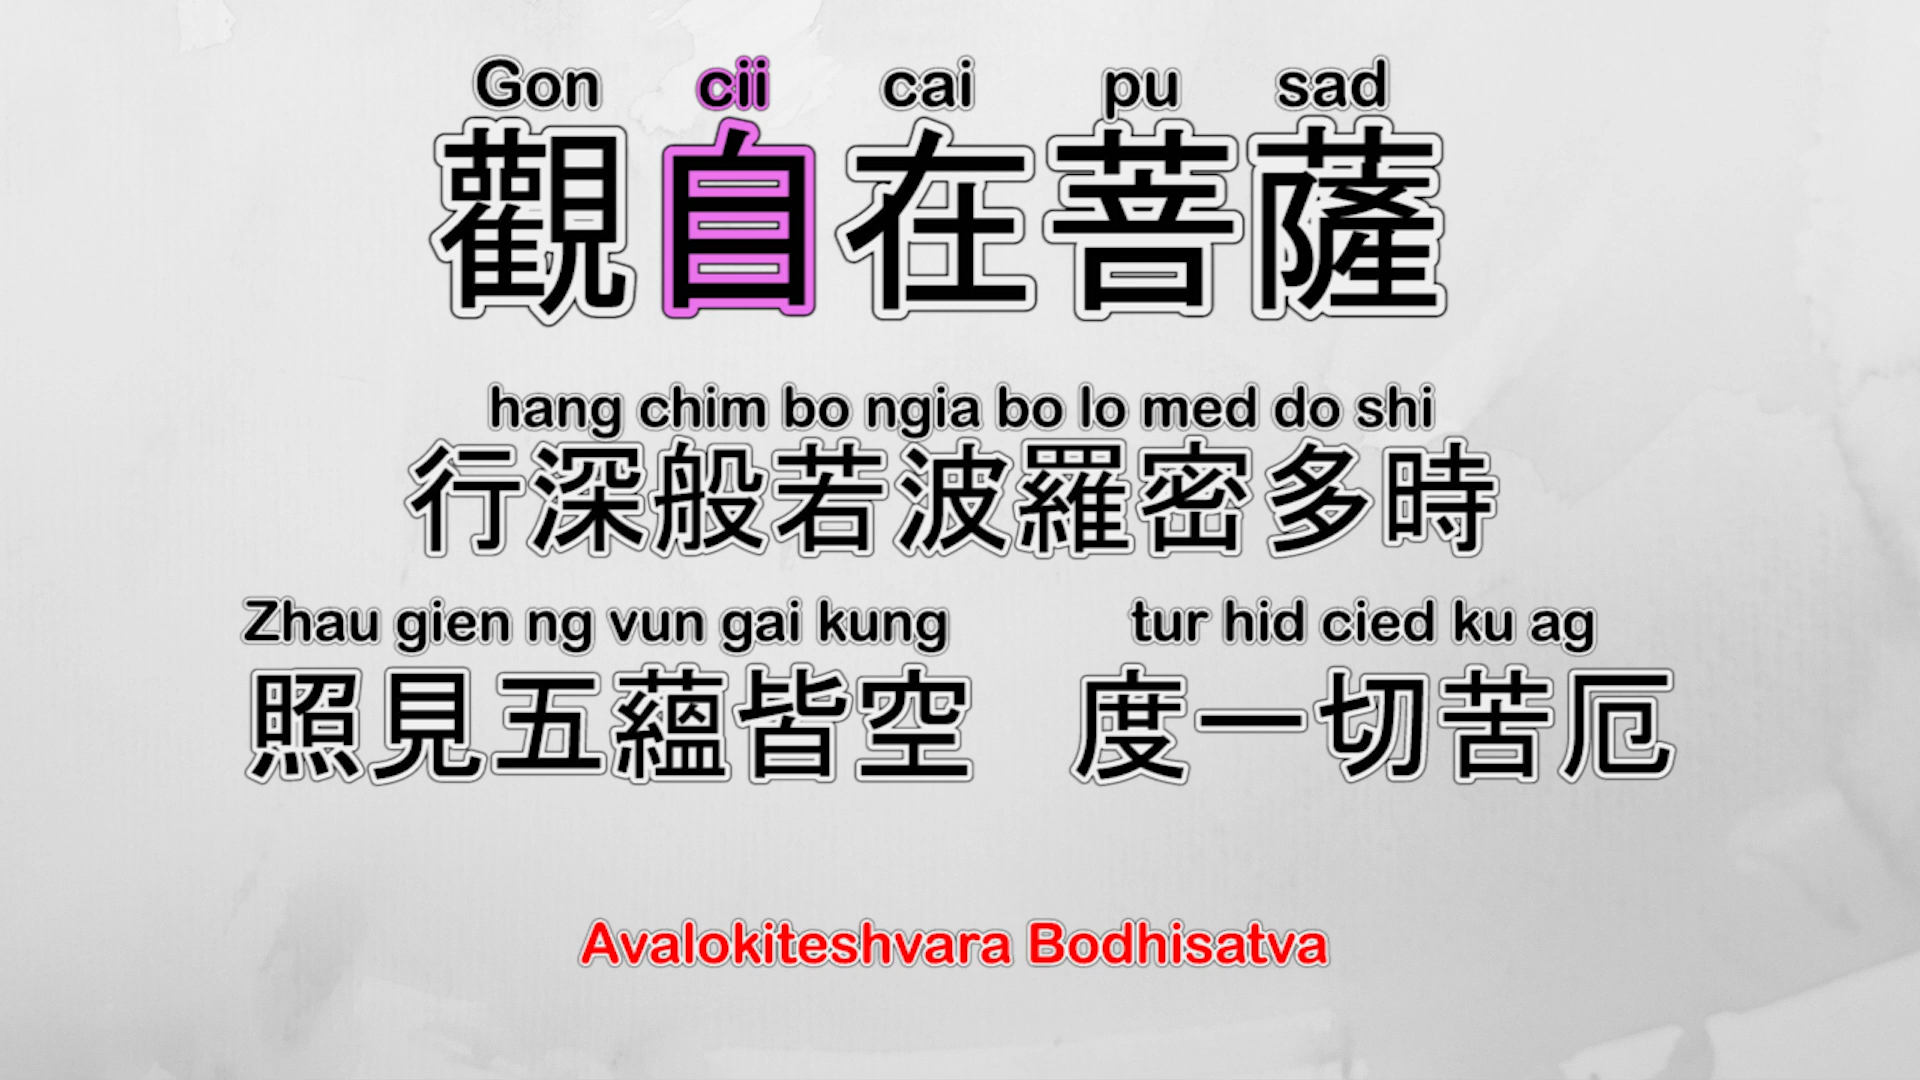 Gon cii cai pu sad
觀自在菩薩
hang chim bo ngia bo lo med do shi
行深般若波羅密多時
Zhau gien ng vun gai kung tur hid cied ku ag
照見五蘊皆空 度一切苦厄
Avalokiteshvara Bodhisatva